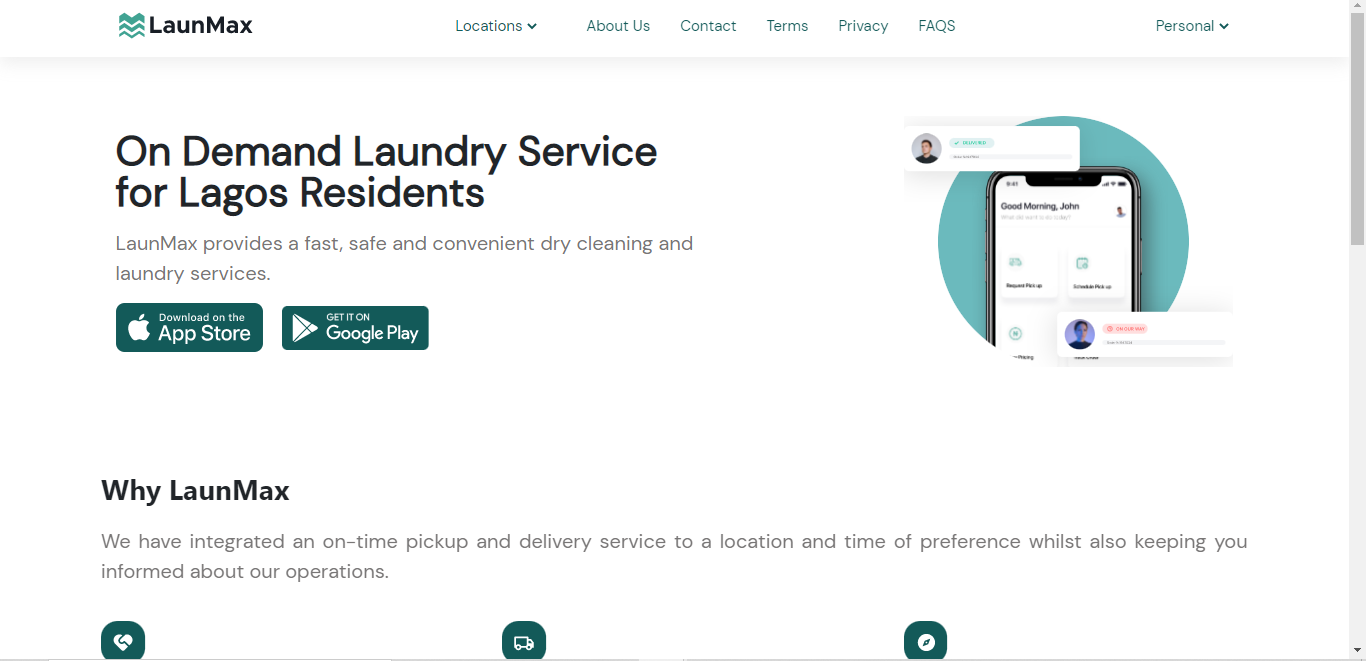 LaunMax
Locations
About Us
Contact
Terms
Privacy
FAQS
Personal
On Demand Laundry Service
for Lagos Residents
LaunMax provides a fast, safe and convenient dry cleaning and
laundry services.
Download on the
App Store
GET IT ON
Google Play
DELIVERED
9:41
Good Morning, John
What did want to do today?
Request Pick up
Schedule Pick up
ON OUR WAY
Pricing
Why LaunMax
We have integrated an on-time pickup and delivery service to a location and time of preference whilst also keeping you
informed about our operations.